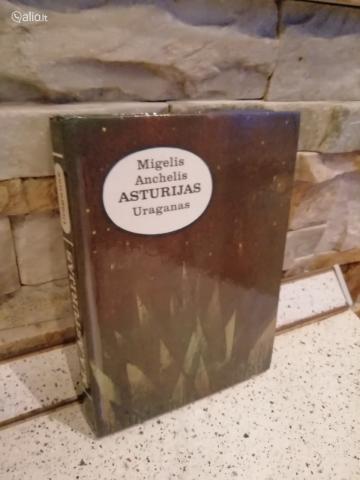 alio.lt
Migelis
Anchelis
ASTURIJAS
Uraganas